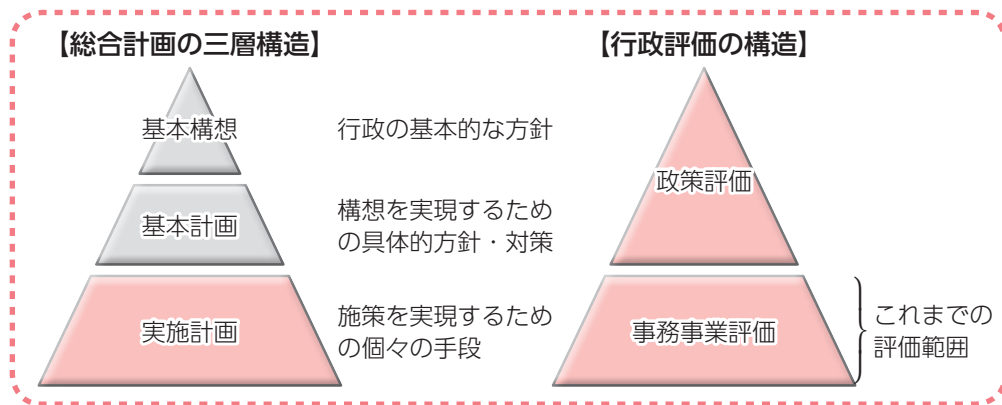 【総合計画の三層構造】
基本構想
行政の基本的な方針
基本計画
構想を実現するため
の具体的方針・対策
実施計画
施策を実現するため
の個々の手段
【行政評価の構造】
政策評価
事務事業評価
これまでの
評価範囲